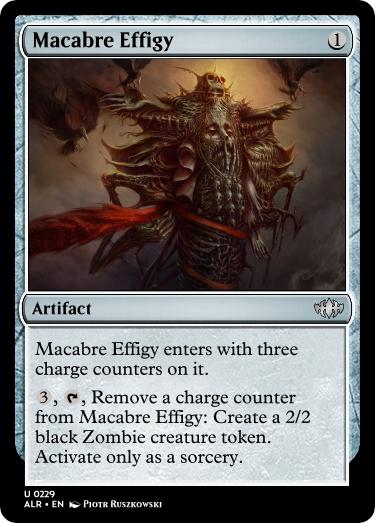 Macabre Effigy 1
Artifact
Macabre Effigy enters with three
charge counters on it.
3, , Remove a charge counter
from Macabre Effigy: Create a 2/2
black Zombie creature token.
Activate only as a sorcery.
U 0229
ALR • EN Piotr Ruszkowski